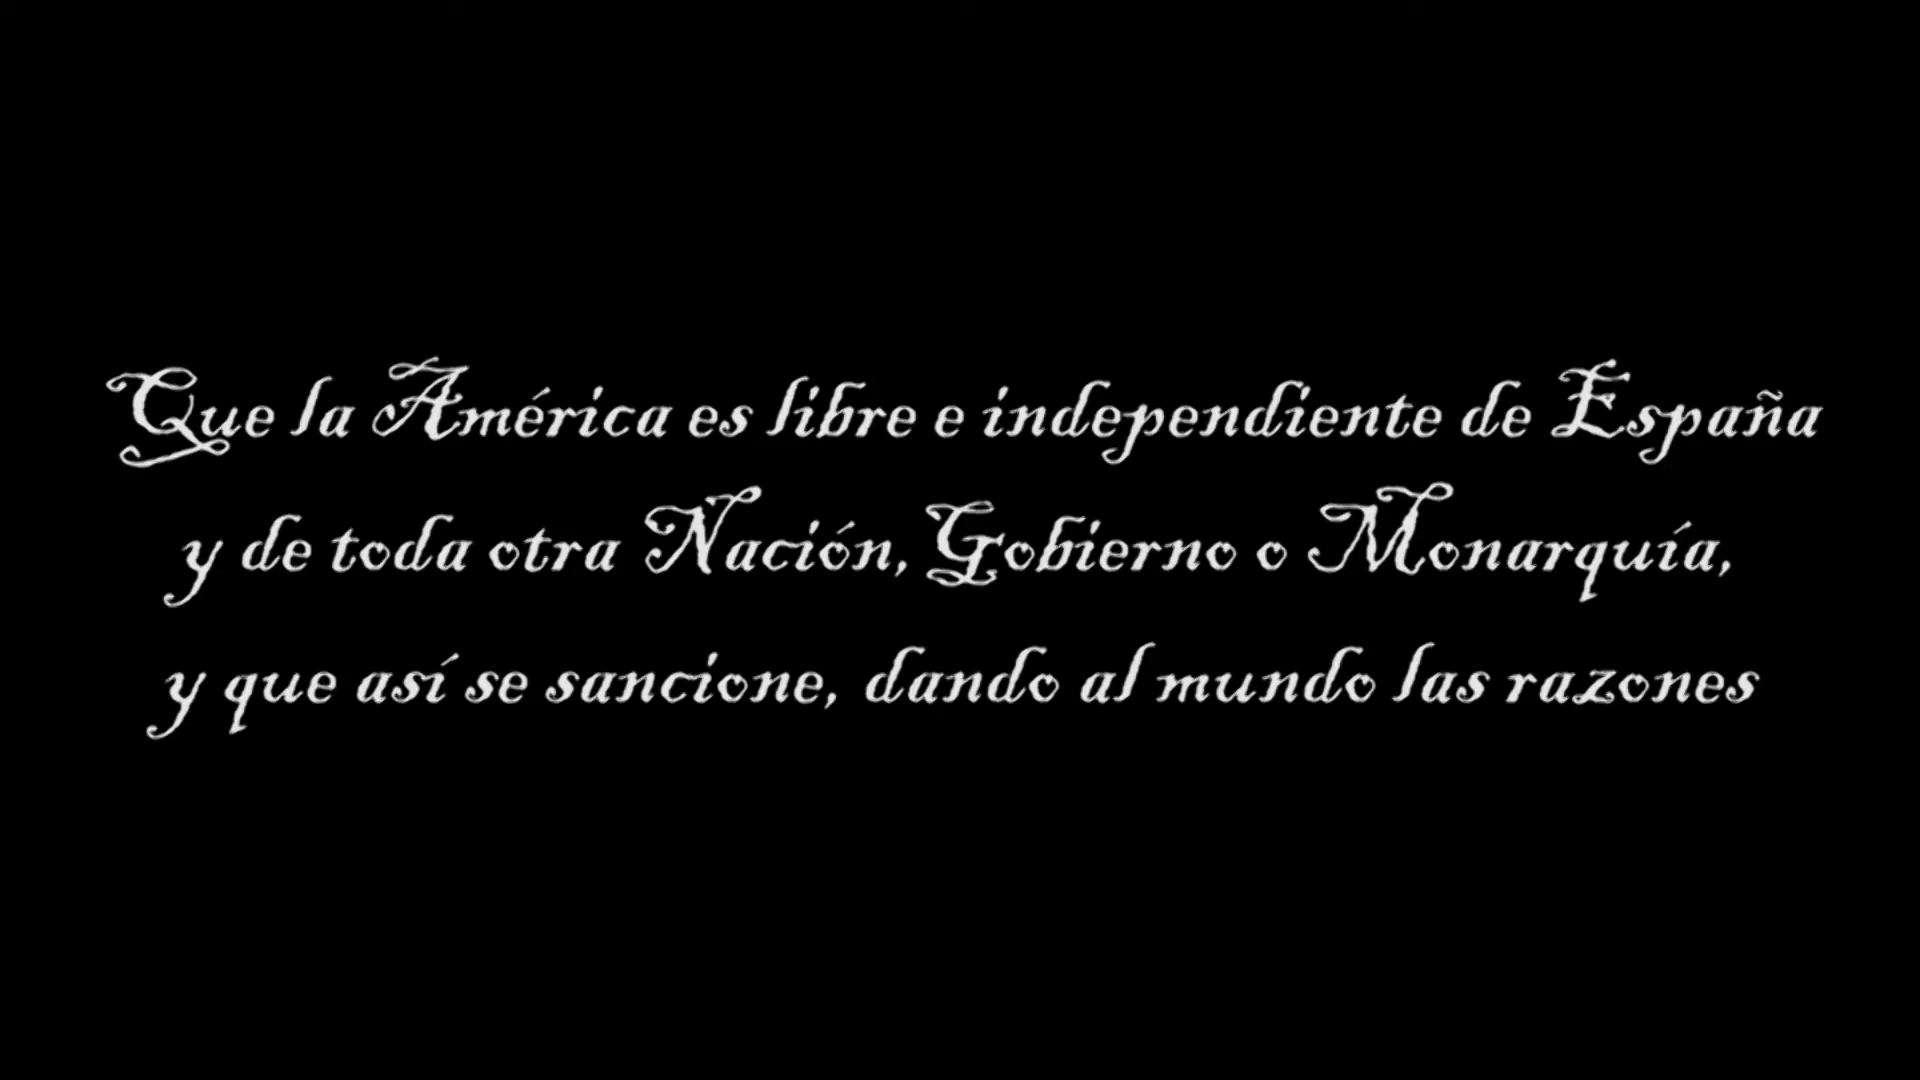 Que la América es libre e independiente de España
y de toda otra Nación, Gobierno o Monarquía,
y que así se sancione, dando al mundo las razones